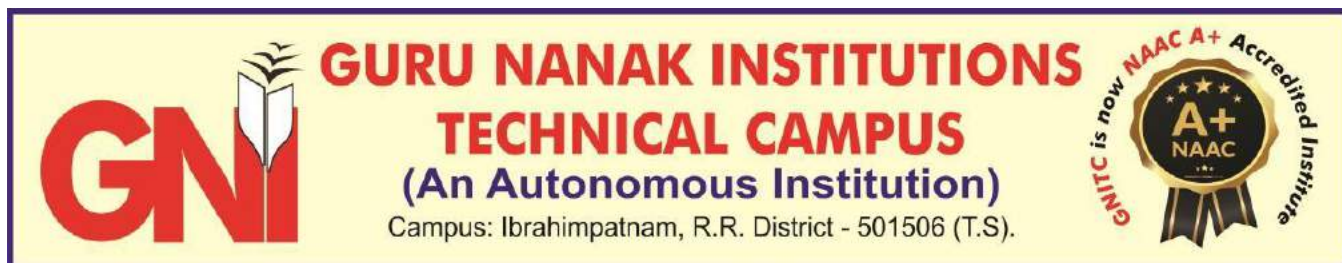 GNI
GURU NANAK INSTITUTIONS
TECHNICAL CAMPUS
(An Autonomous Institution)
Campus: Ibrahimpatnam, R.R. District - 501506 (T.S).
GNITC is now NAAC A+ Accredited Institute
A+
NAAC